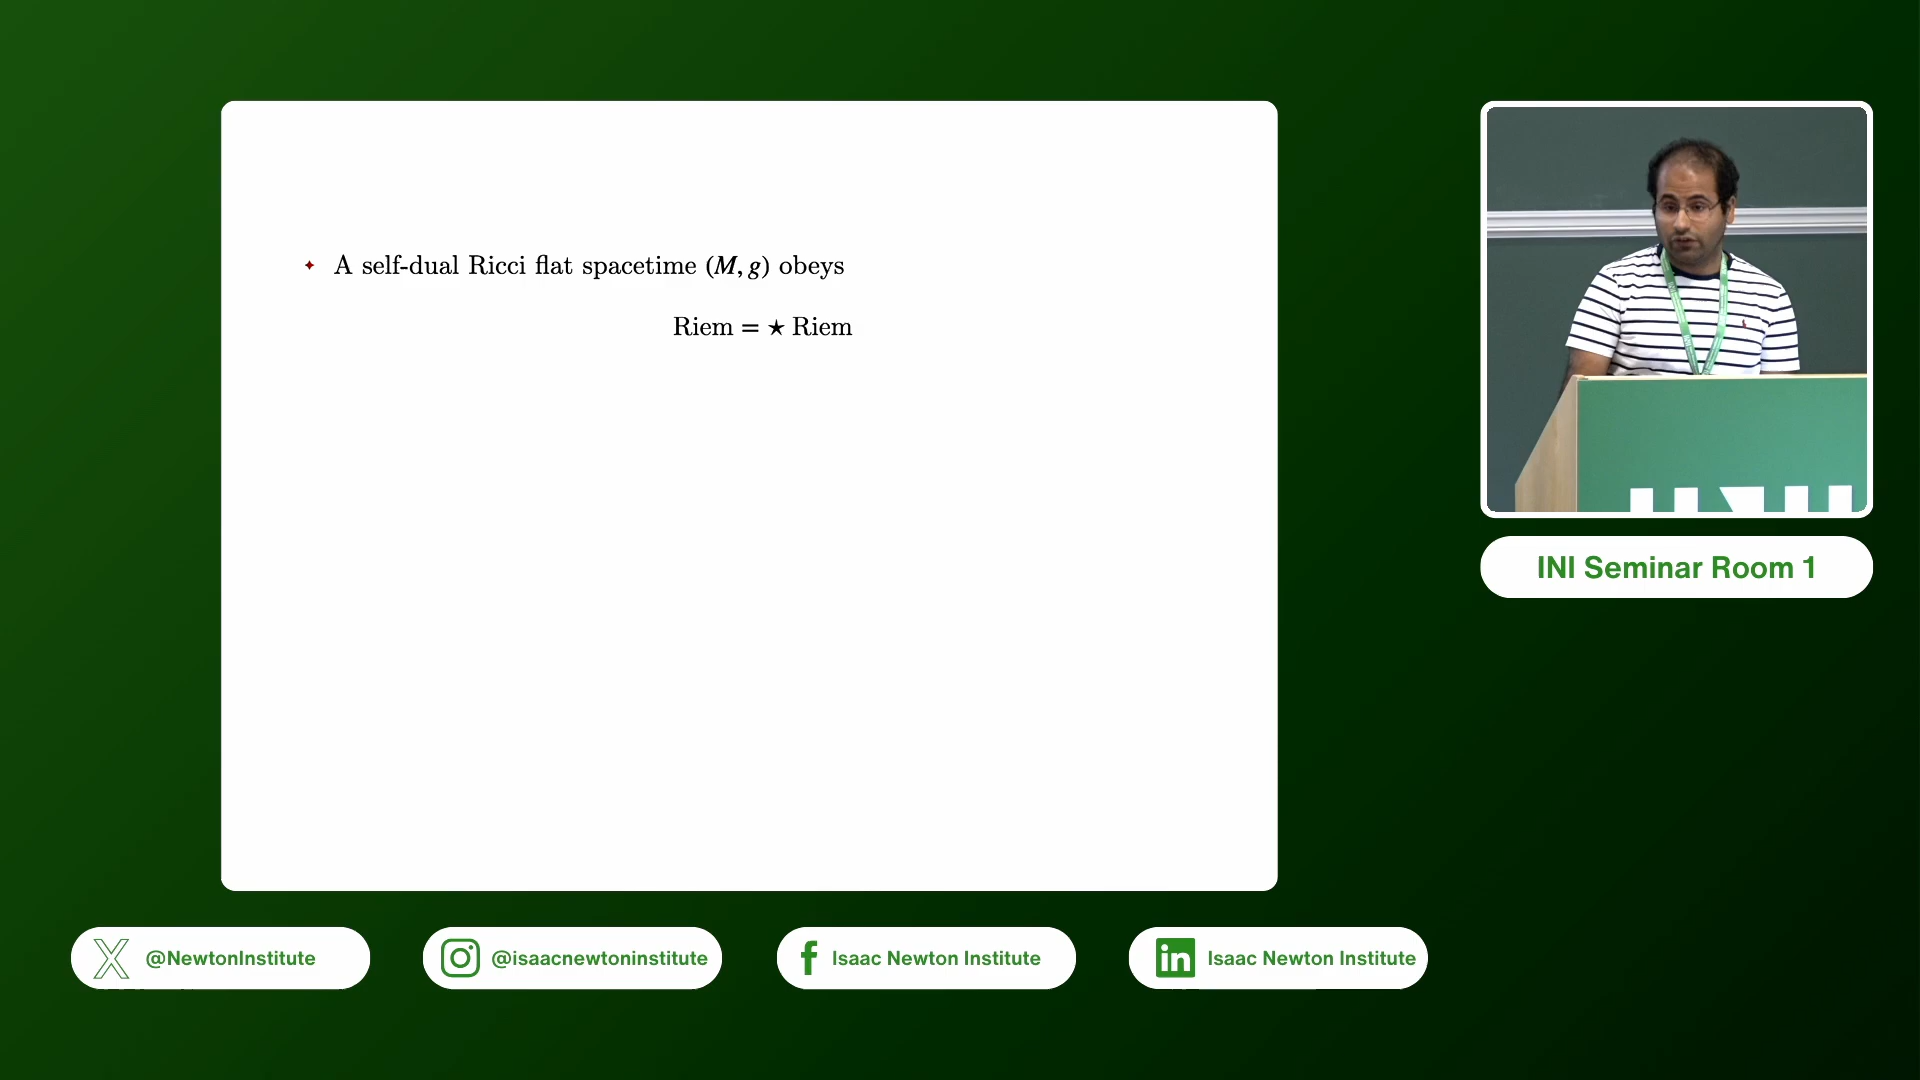 ✦ A self-dual Ricci flat spacetime (M, g) obeys
Riem = ⋆ Riem
INI Seminar Room 1
@NewtonInstitute
@isaacnewtoninstitute
Isaac Newton Institute
Isaac Newton Institute